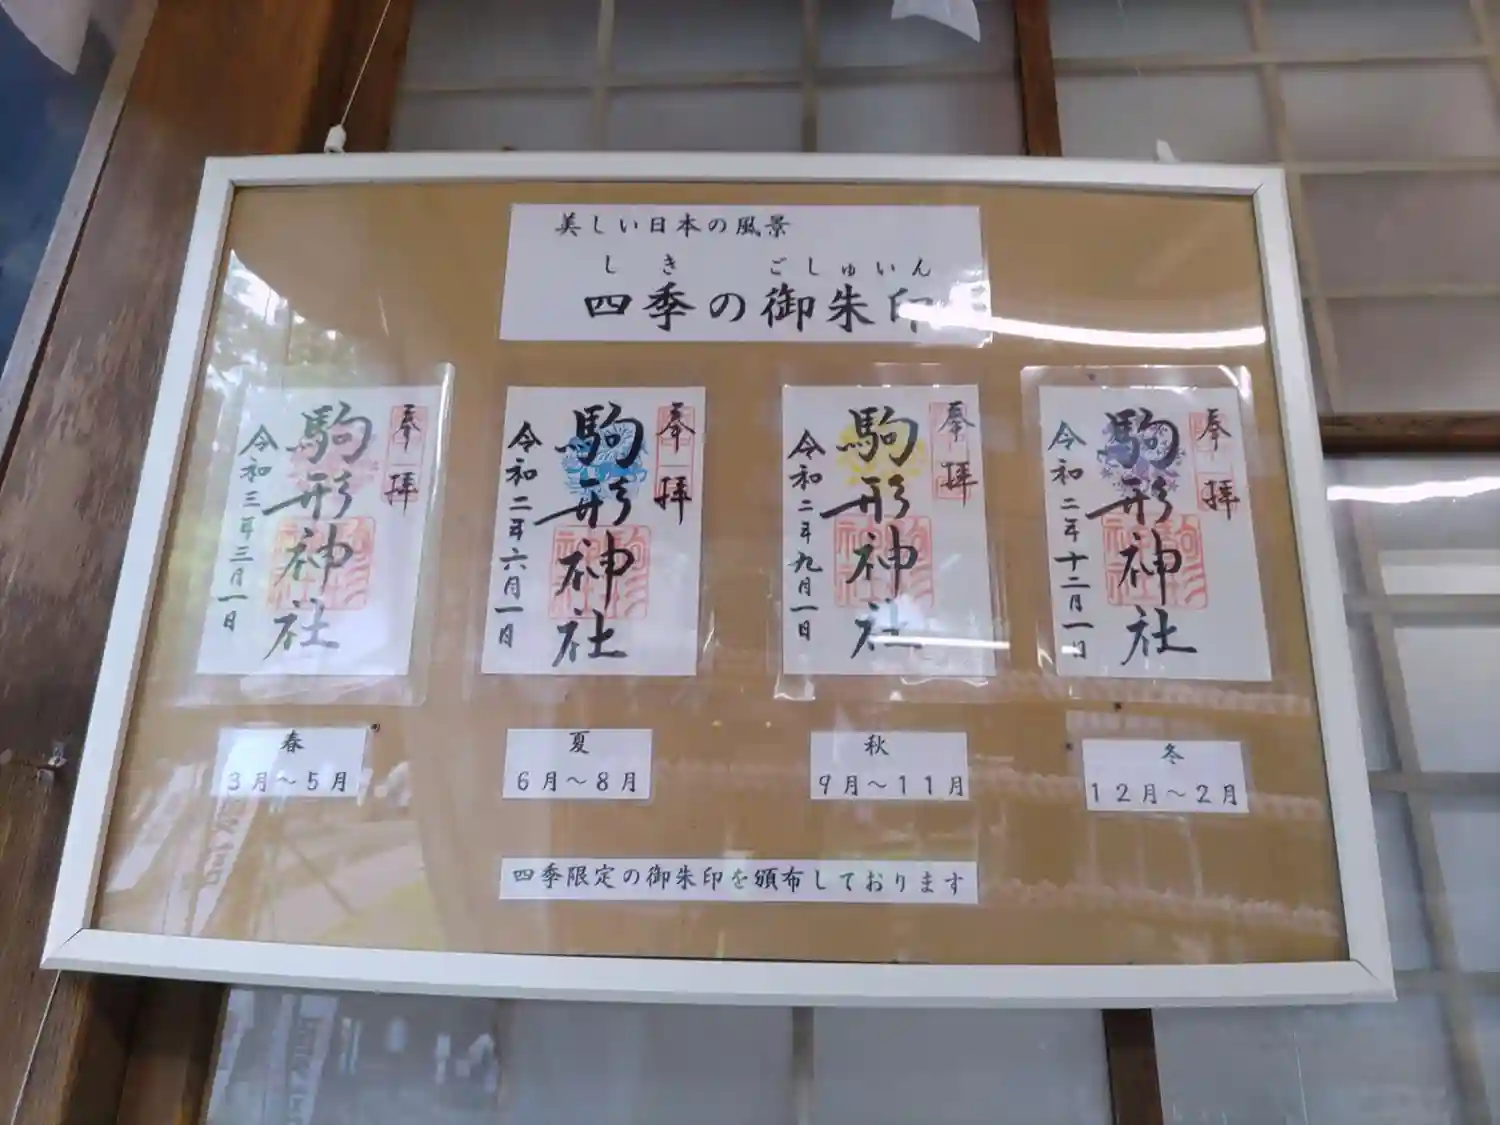 美しい日本の風景
しき ごしゅいん
四季の御朱印
奉拝
駒形神社
令和三年三月一日
奉拝
駒形神社
令和二年六月一日
奉拝
駒形神社
令和二年九月一日
奉拝
駒形神社
令和二年十二月一日
春
3月～5月
夏
6月～8月
秋
9月～11月
冬
12月～2月
四季限定の御朱印を頒布しております